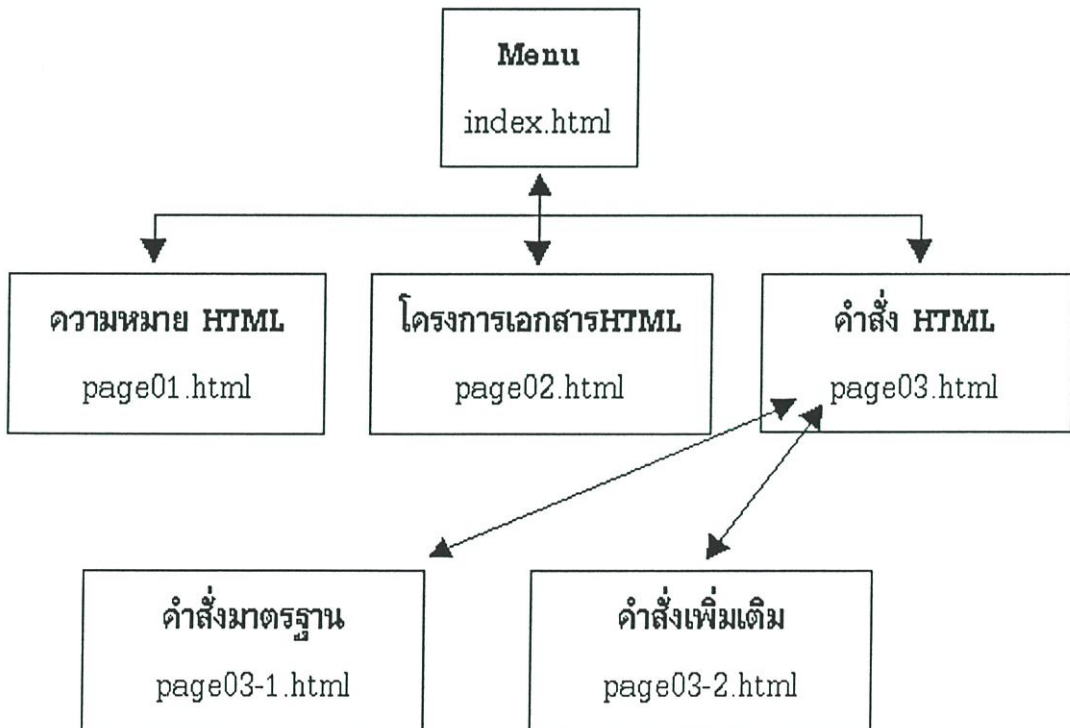 Menu
index.html
ความหมาย HTML
page01.html
โครงการเอกสารHTML
page02.html
คำสั่ง HTML
page03.html
คำสั่งมาตรฐาน
page03-1.html
คำสั่งเพิ่มเติม
page03-2.html